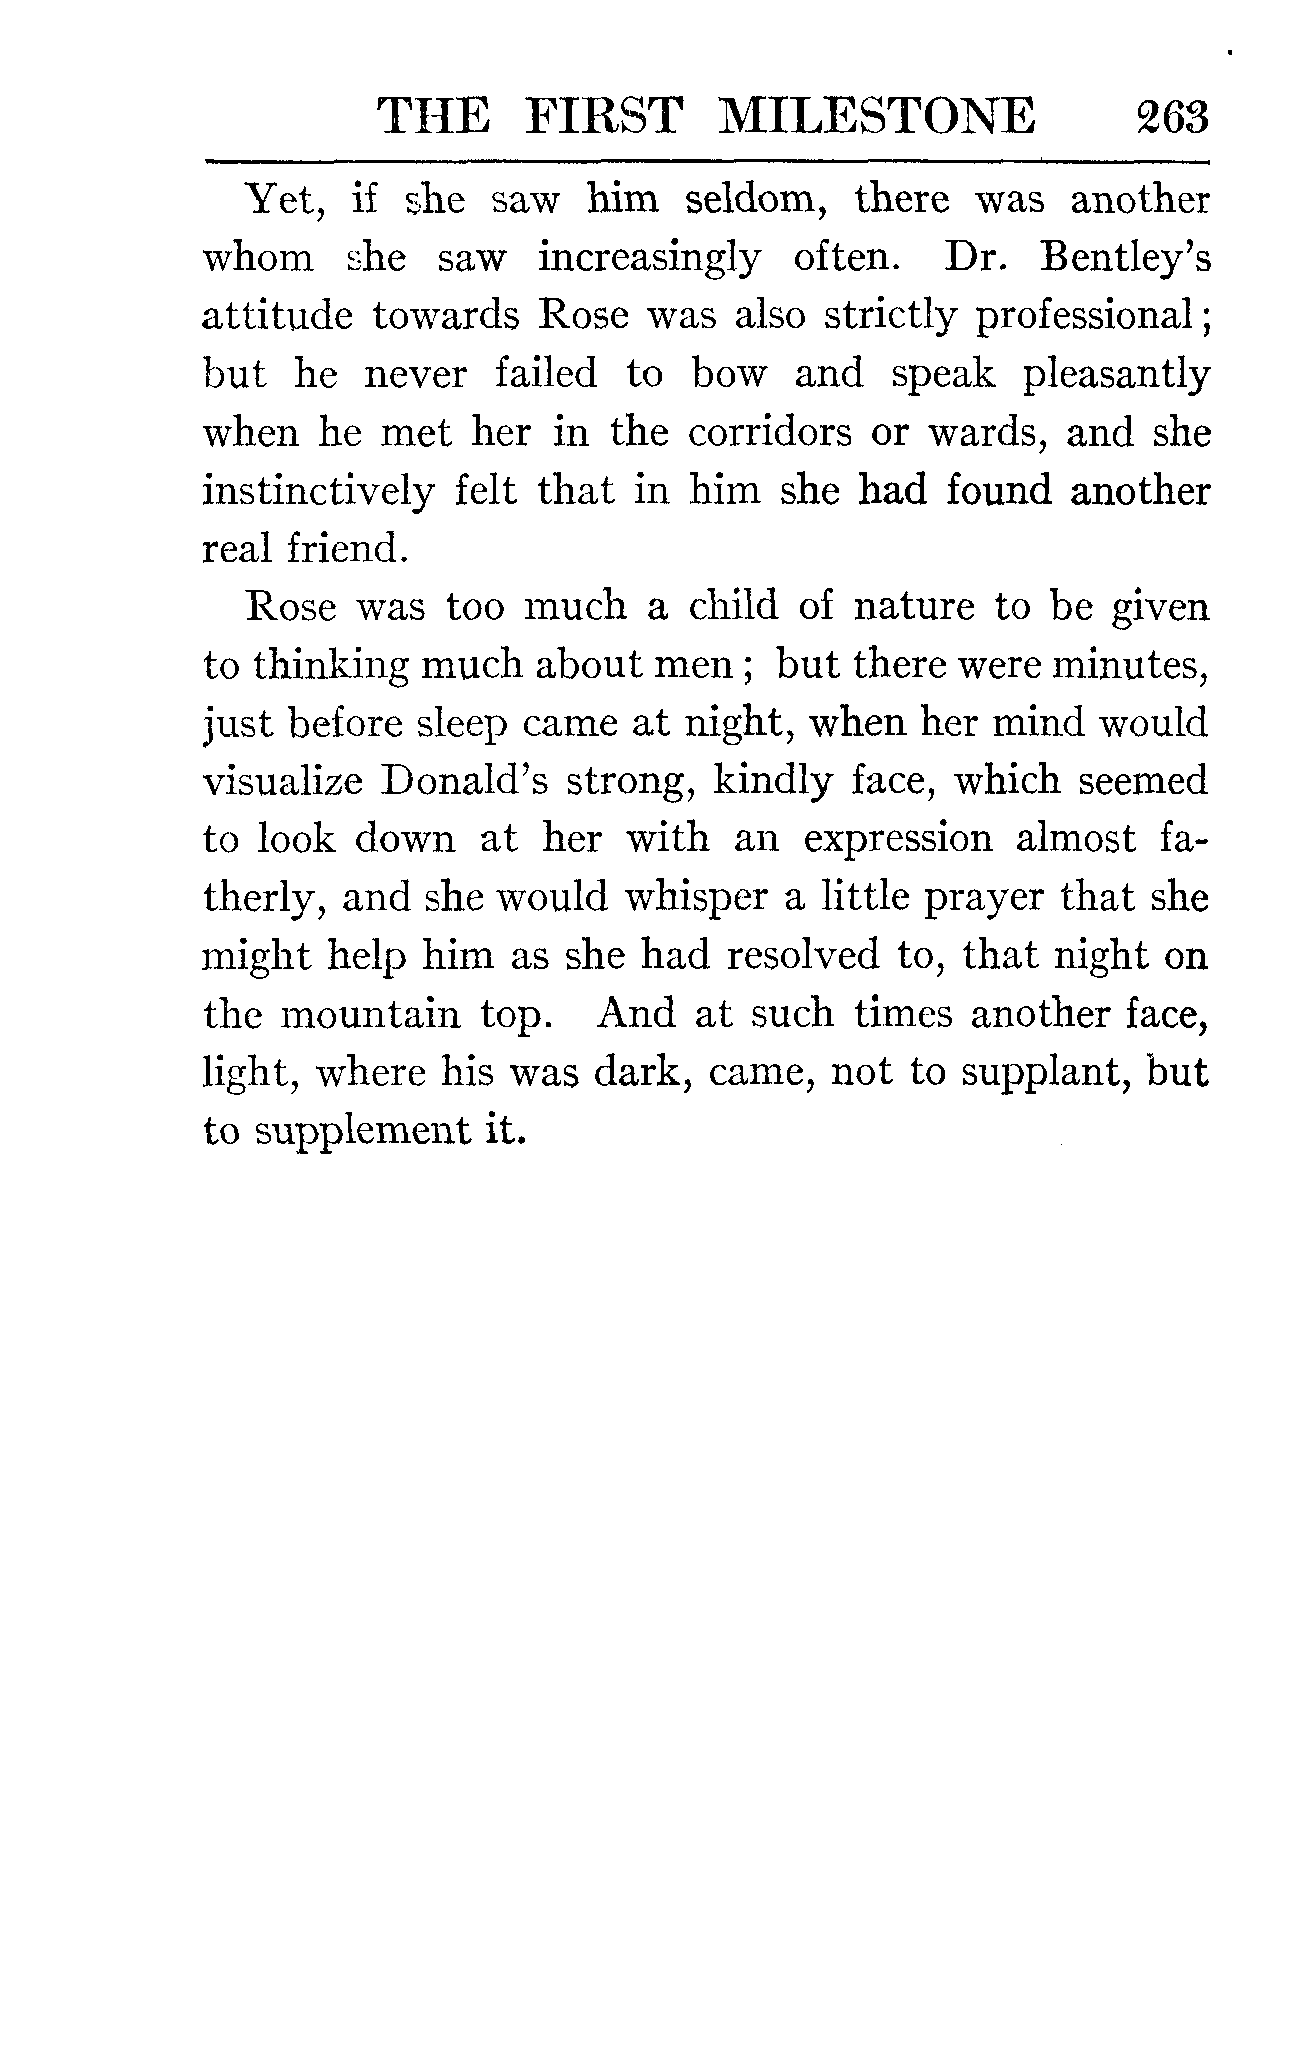 THE FIRST MILESTONE 263
Yet, if she saw him seldom, there was another
whom she saw increasingly often. Dr. Bentley's
attitude towards Rose was also strictly professional;
but he never failed to bow and speak pleasantly
when he met her in the corridors or wards, and she
instinctively felt that in him she had found another
real friend.
Rose was too much a child of nature to be given
to thinking much about men; but there were minutes,
just before sleep came at night, when her mind would
visualize Donald's strong, kindly face, which seemed
to look down at her with an expression almost fa-
therly, and she would whisper a little prayer that she
might help him as she had resolved to, that night on
the mountain top. And at such times another face,
light, where his was dark, came, not to supplant, but
to supplement it.